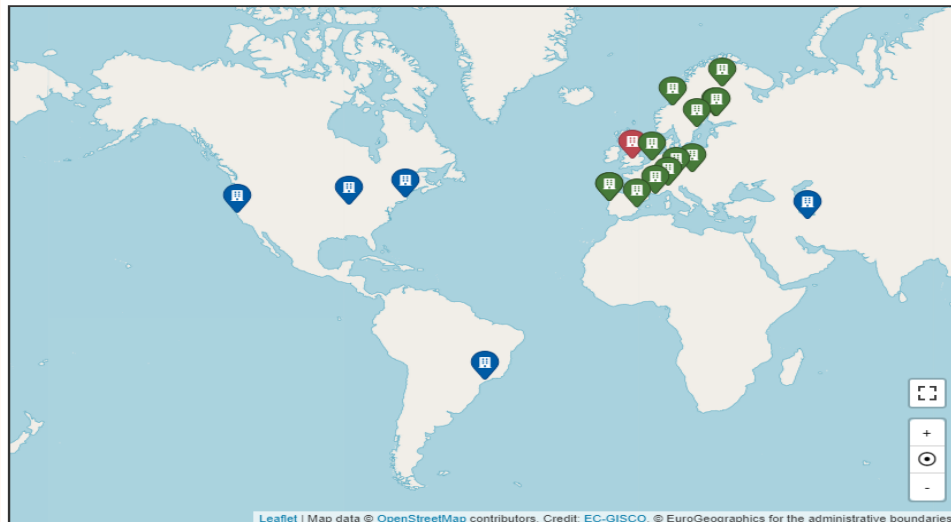 +
-
Leaflet | Map data © OpenStreetMap contributors, Credit: EC-GISCO, © EuroGeographics for the administrative boundaries